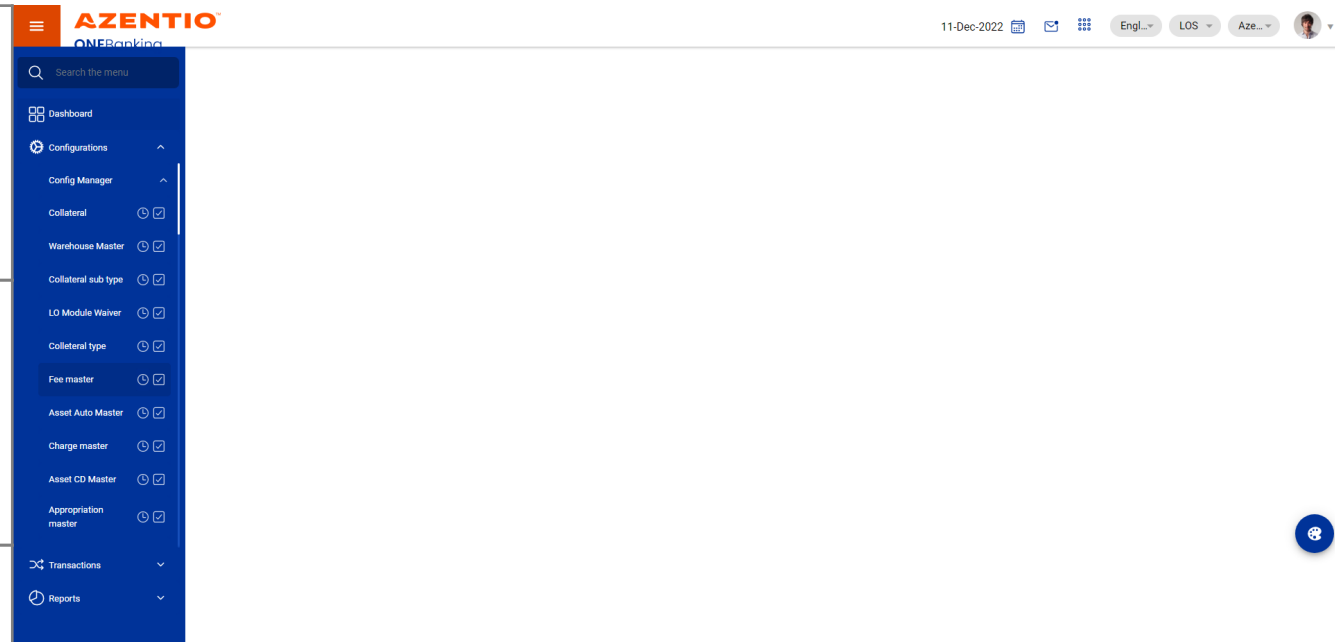 AZENTIO™
ONEBanking
11-Dec-2022
Engl...
LOS
Aze...
Search the menu
Dashboard
Configurations
Config Manager
Collateral
Warehouse Master
Collateral sub type
LO Module Waiver
Colleteral type
Fee master
Asset Auto Master
Charge master
Asset CD Master
Appropriation
master
Transactions
Reports